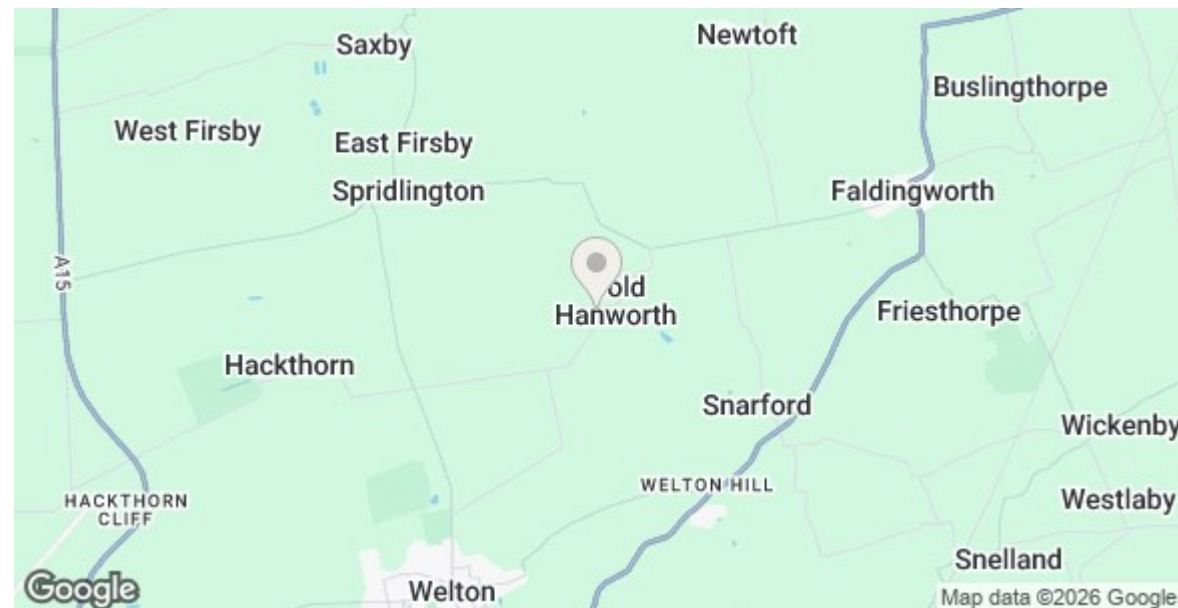 Saxby
Newtoft
Buslingthorpe
West Firsby
East Firsby
Spridlington
Faldingworth
A15
old
Hanworth
Friesthorpe
Hackthorn
Snarford
Wickenby
WELTON HILL
HACKTHORN
CLIFF
Westlaby
Snelland
Welton
Google
Map data ©2026 Google